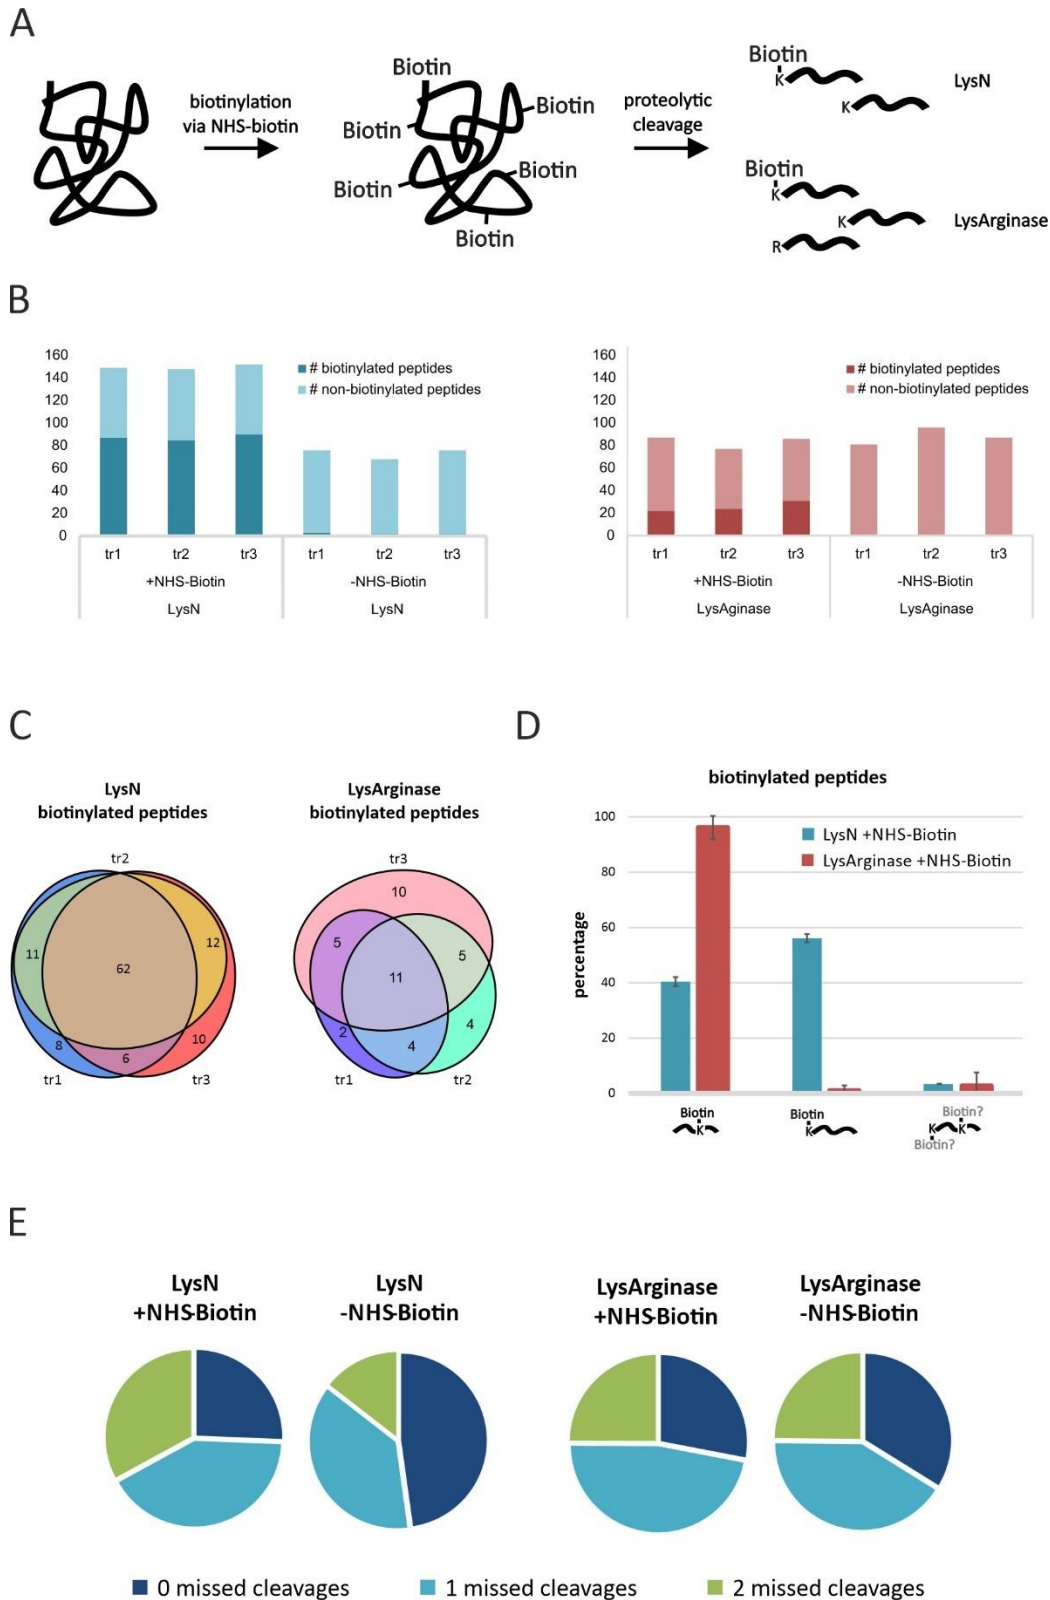 A
Biotin
biotinylation
via NHS-biotin
Biotin
Biotin
Biotin
Biotin
Biotin
proteolytic
cleavage
Biotin
K
K
LysN
Biotin
K
K
R
LysArginase
B
160
140
120
100
80
60
40
20
0
# biotinylated peptides
# non-biotinylated peptides
tr1 tr2 tr3 tr1 tr2 tr3
+NHS-Biotin -NHS-Biotin
LysN LysN
160
140
120
100
80
60
40
20
0
# biotinylated peptides
# non-biotinylated peptides
tr1 tr2 tr3 tr1 tr2 tr3
+NHS-Biotin -NHS-Biotin
LysAginase LysAginase
C
LysN
biotinylated peptides
tr2
11
12
62
8
6
10
tr1
tr3
LysArginase
biotinylated peptides
tr3
10
5
5
11
2
4
4
tr1
tr2
D
biotinylated peptides
percentage
100
80
60
40
20
0
LysN +NHS-Biotin
LysArginase +NHS-Biotin
Biotin
K
Biotin
K
Biotin?
K K
Biotin?
E
LysN
+NHS-Biotin
LysN
-NHS-Biotin
LysArginase
+NHS-Biotin
LysArginase
-NHS-Biotin
0 missed cleavages
1 missed cleavages
2 missed cleavages